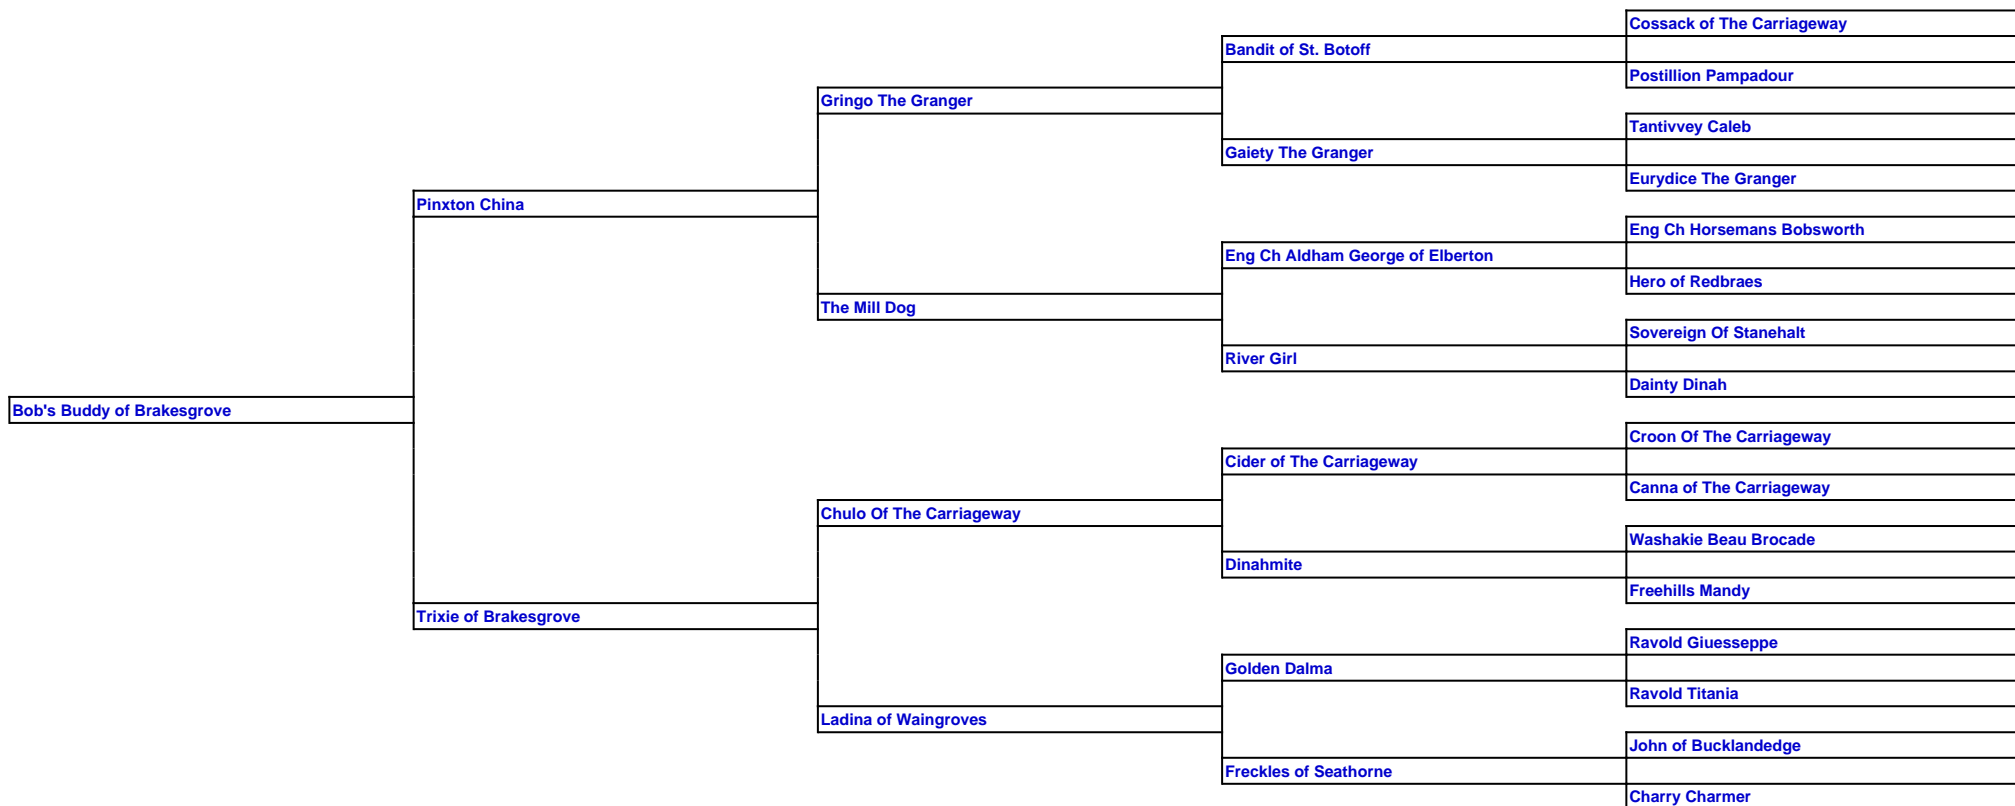 Cossack of The Carriageway
Bandit of St. Botoff
Postillion Pampadour
Gringo The Granger
Tantivvey Caleb
Gaiety The Granger
Eurydice The Granger
Pinxton China
Eng Ch Horsemans Bobsworth
Eng Ch Aldham George of Elberton
Hero of Redbraes
The Mill Dog
Sovereign Of Stanehalt
River Girl
Dainty Dinah
Bob's Buddy of Brakesgrove
Croon Of The Carriageway
Cider of The Carriageway
Canna of The Carriageway
Chulo Of The Carriageway
Washakie Beau Brocade
Dinahmite
Freehills Mandy
Trixie of Brakesgrove
Ravold Giuesseppe
Golden Dalma
Ravold Titania
Ladina of Waingroves
John of Bucklandedge
Freckles of Seathorne
Charry Charmer